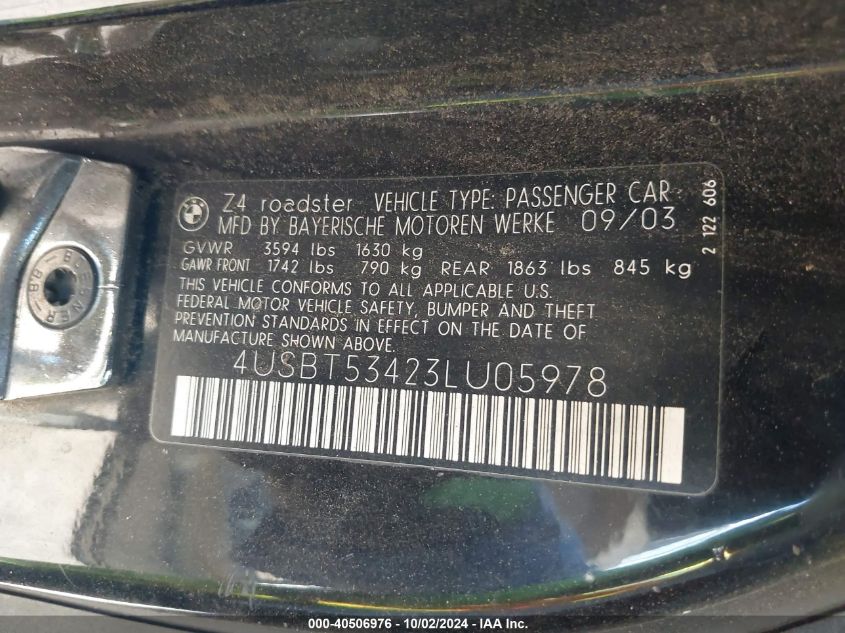 Z4 roadster VEHICLE TYPE: PASSENGER CAR
MFD BY BAYERISCHE MOTOREN WERKE 09/03
GVWR 3594 lbs 1630 kg
GAWR FRONT 1742 lbs 790 kg REAR 1863 lbs 845 kg
THIS VEHICLE CONFORMS TO ALL APPLICABLE U.S.
FEDERAL MOTOR VEHICLE SAFETY, BUMPER AND THEFT
PREVENTION STANDARDS IN EFFECT ON THE DATE OF
MANUFACTURE SHOWN ABOVE.
4USBT53423LU05978
2 122 606
000-40506976 - 10/02/2024 - IAA Inc.